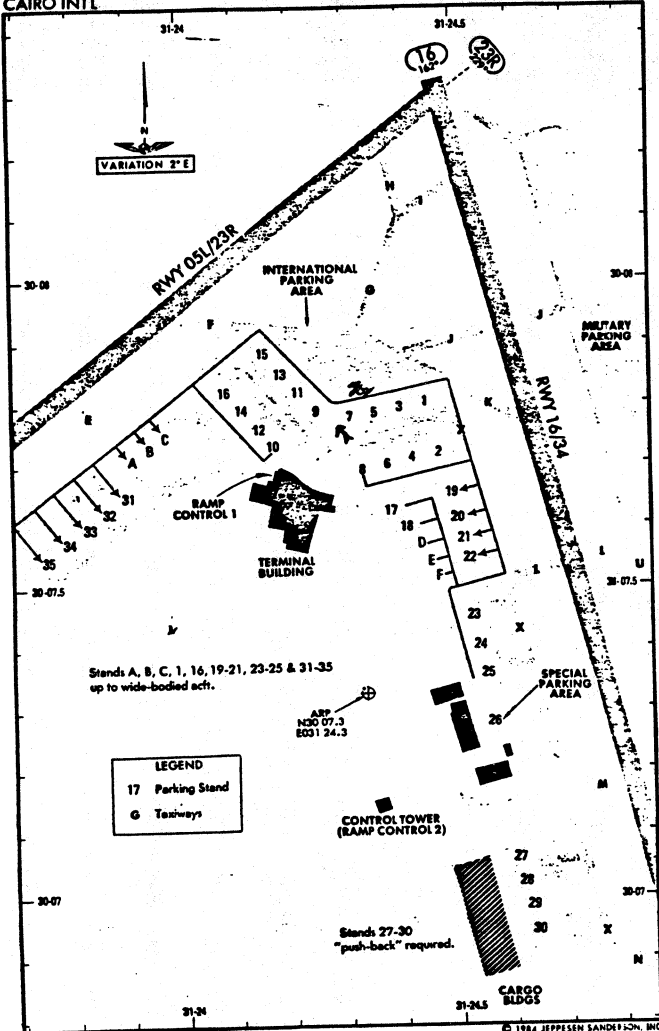 CAIRO INTL
31-24
31-24.5
16
162°
23R
229°
N
VARIATION 2° E
RWY 05L/23R
H
I
INTERNATIONAL
PARKING
AREA
G
30-08
30-08
F
J
J
MILITARY
PARKING
AREA
15
13
16
11
14
9
7
5
3
1
K
RWY 16/34
E
C
B
A
12
10
8
6
4
2
31
32
33
34
35
RAMP
CONTROL 1
TERMINAL
BUILDING
17
18
D
E
F
19
20
21
22
L
L
U
30-07.5
30-07.5
23
24
25
X
Stands A, B, C, 1, 16, 19-21, 23-25 & 31-35
up to wide-bodied acft.
ARP
N30 07.3
E031 24.3
SPECIAL
PARKING
AREA
26
LEGEND
17 Parking Stand
G Taxiways
M
CONTROL TOWER
(RAMP CONTROL 2)
27
28
29
30
30-07
30-07
Stands 27-30
"push-back" required.
X
N
CARGO
BLDGS
31-24
31-24.5
© 1984 JEPPESEN SANDERSON, INC